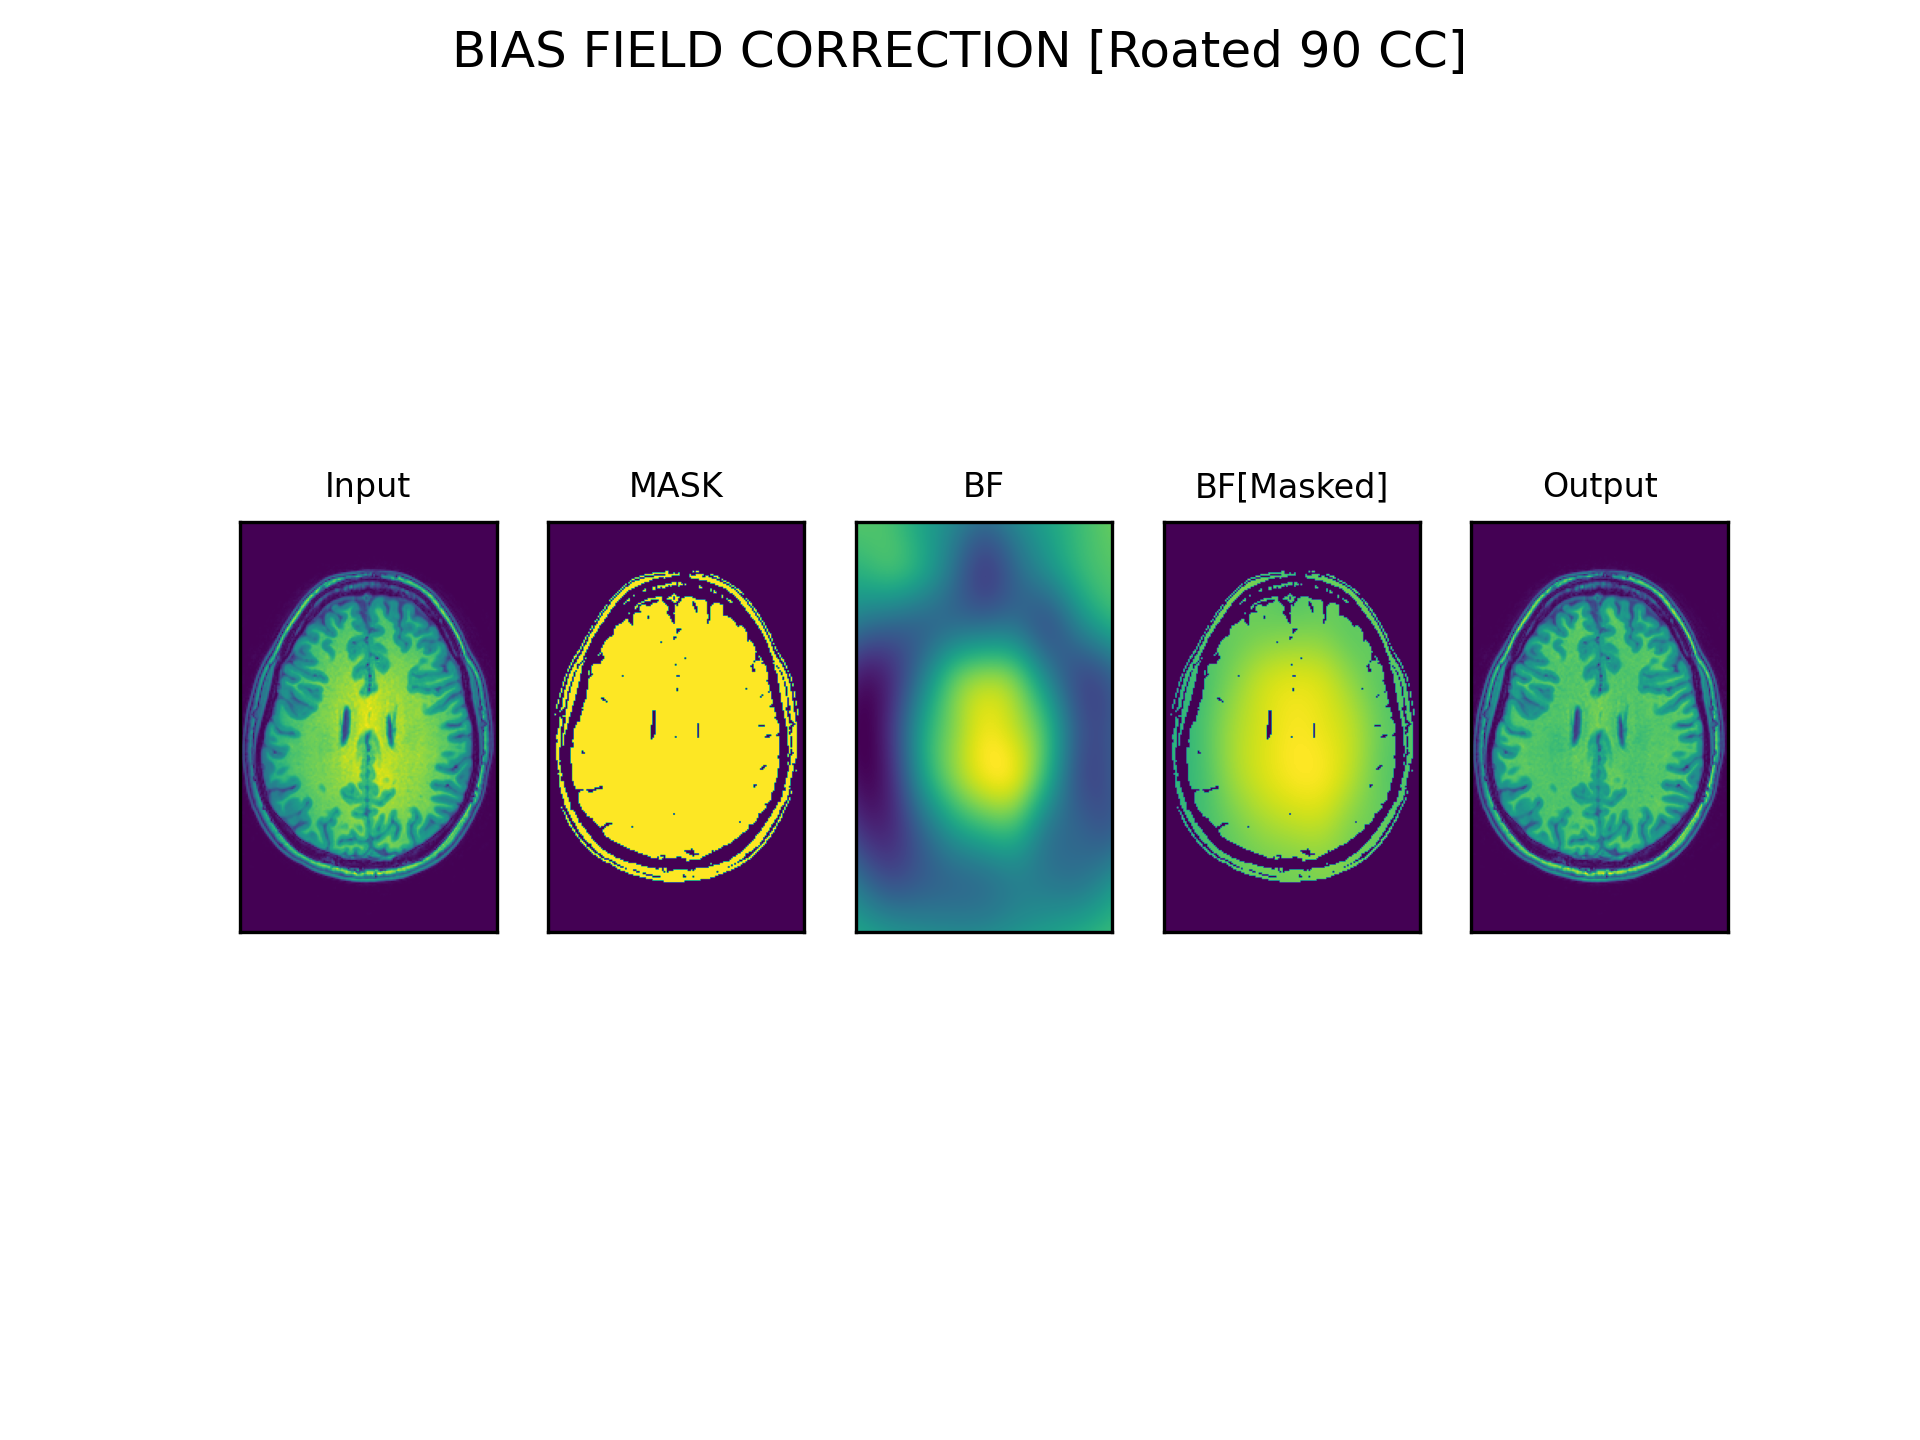 BIAS FIELD CORRECTION [Roated 90 CC]
Input
MASK
BF
BF[Masked]
Output